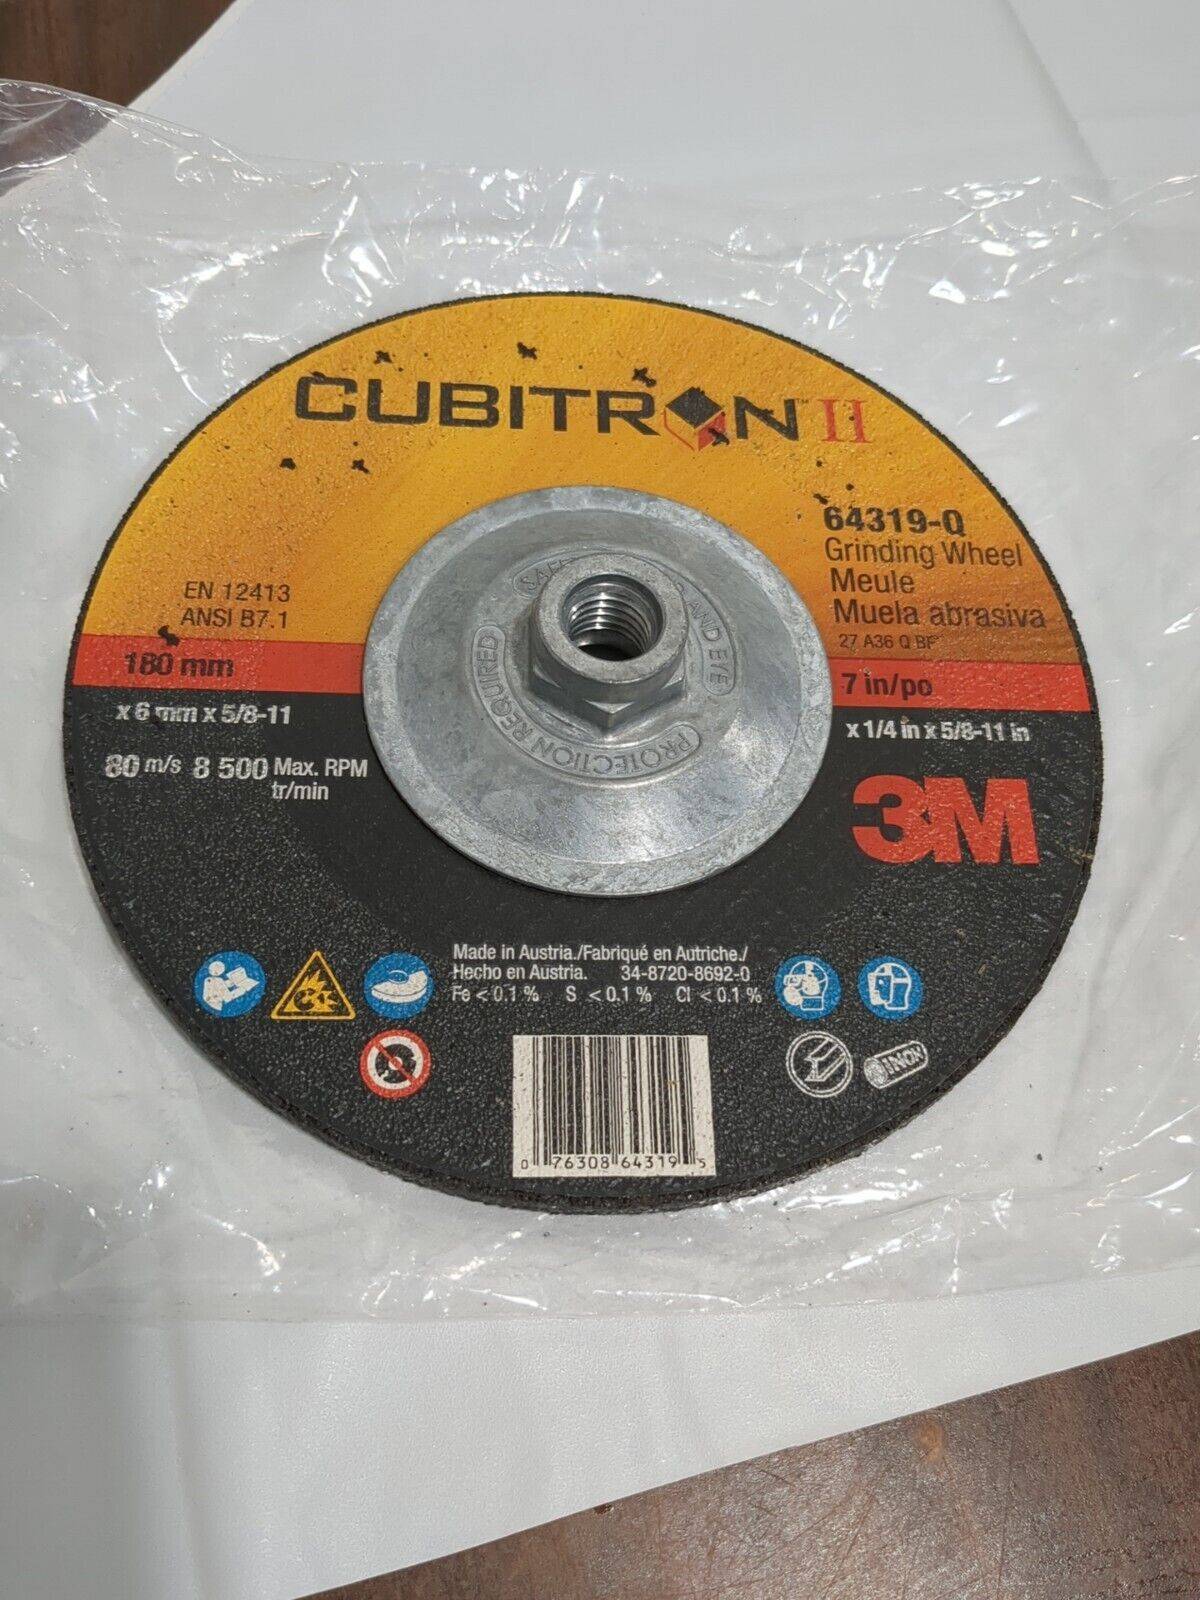 CUBITRON™ II
64319-Q
Grinding Wheel
Meule
Muela abrasiva
27 A36 Q BF
EN 12413
ANSI B7.1
180 mm
7 in/po
x 6 mm x 5/8-11
x 1/4 in x 5/8-11 in
80 m/s 8 500 Max. RPM
tr/min
3M
AND EYE
PROTECTION REQUIRED
Made in Austria./Fabriqué en Autriche./
Hecho en Austria. 34-8720-8692-0
Fe < 0.1 % S < 0.1 % Cl < 0.1 %
INOX
0 76308 64319 5